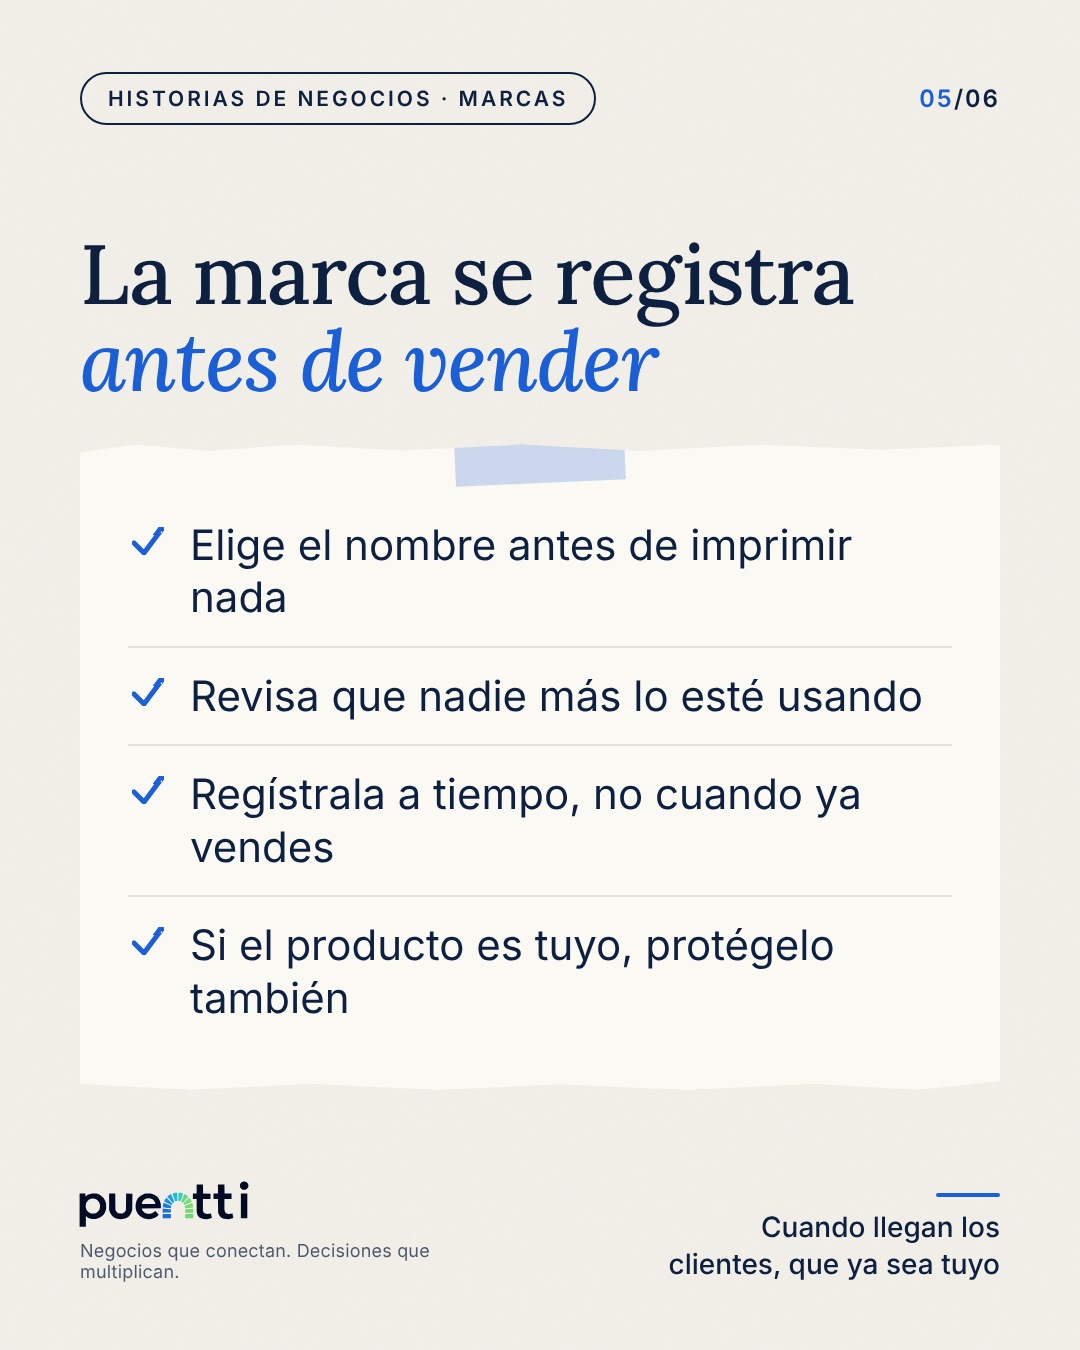 HISTORIAS DE NEGOCIOS · MARCAS
05/06
La marca se registra
antes de vender
Elige el nombre antes de imprimir
nada
Revisa que nadie más lo esté usando
Regístrala a tiempo, no cuando ya
vendes
Si el producto es tuyo, protégelo
también
puentti
Negocios que conectan. Decisiones que
multiplican.
Cuando llegan los
clientes, que ya sea tuyo